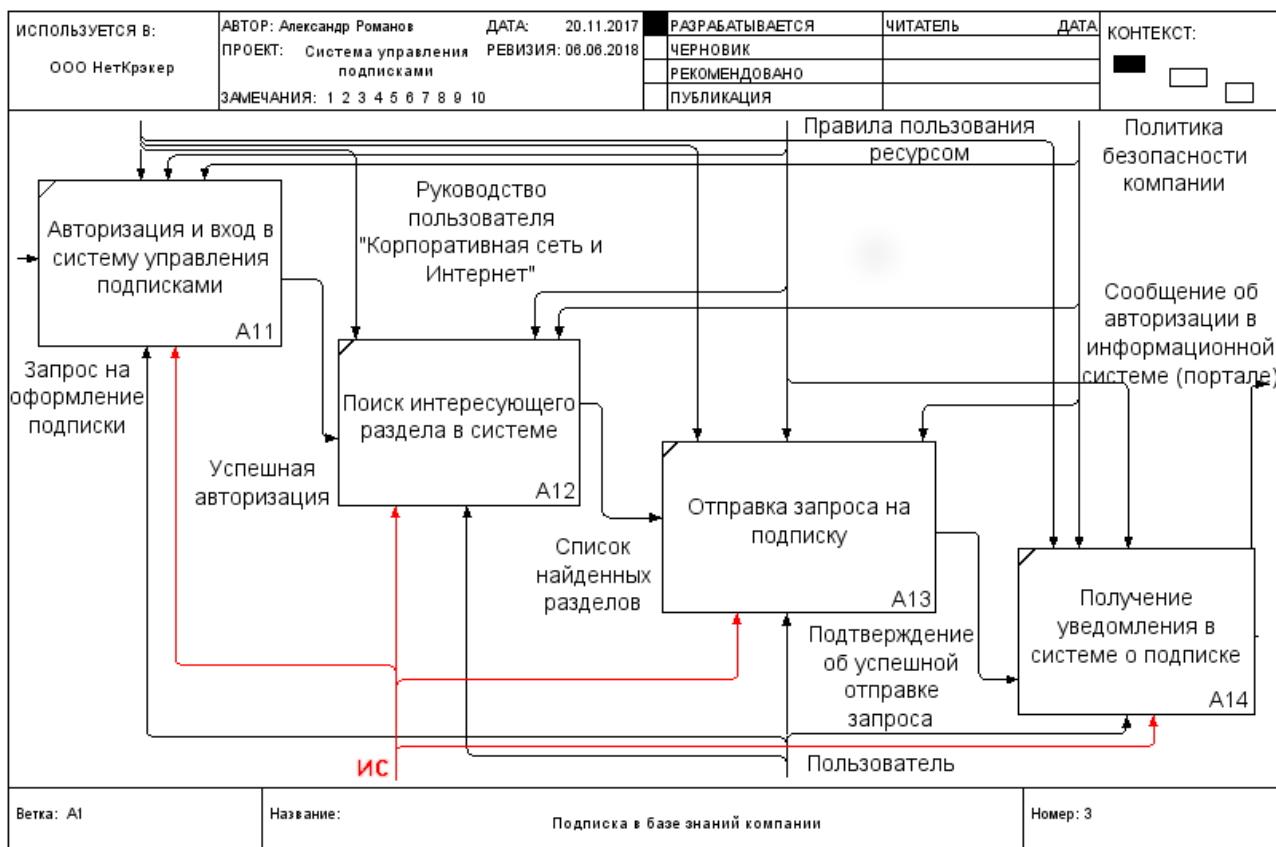 ИСПОЛЬЗУЕТСЯ В:
ООО НетКрэкер
АВТОР: Александр Романов
ДАТА: 20.11.2017
ПРОЕКТ: Система управления
подписками
РЕВИЗИЯ: 06.06.2018
ЗАМЕЧАНИЯ: 1 2 3 4 5 6 7 8 9 10
РАЗРАБАТЫВАЕТСЯ
ЧЕРНОВИК
РЕКОМЕНДОВАНО
ПУБЛИКАЦИЯ
ЧИТАТЕЛЬ
ДАТА
КОНТЕКСТ:
Правила пользования
ресурсом
Политика
безопасности
компании
Руководство
пользователя
"Корпоративная сеть и
Интернет"
Авторизация и вход в
систему управления
подписками
A11
Сообщение об
авторизации в
информационной
системе (портале)
Запрос на
оформление
подписки
Поиск интересующего
раздела в системе
A12
Успешная
авторизация
Отправка запроса на
подписку
A13
Список
найденных
разделов
Получение
уведомления в
системе о подписке
A14
Подтверждение
об успешной
отправке
запроса
ИС
Пользователь
Ветка: A1
Название:
Подписка в базе знаний компании
Номер: 3